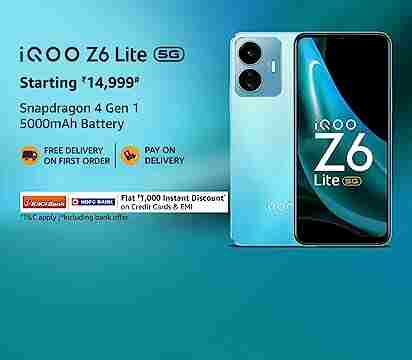 iQOO Z6 Lite 5G
Starting ₹14,999#
Snapdragon 4 Gen 1
5000mAh Battery
FREE DELIVERY
ON FIRST ORDER
PAY ON
DELIVERY
ICICI Bank
HDFC BANK
Flat ₹1,000 Instant Discount*
on Credit Cards & EMI
*T&C apply | #Including bank offer
iQOO
iQOO
Z6
Lite 5G